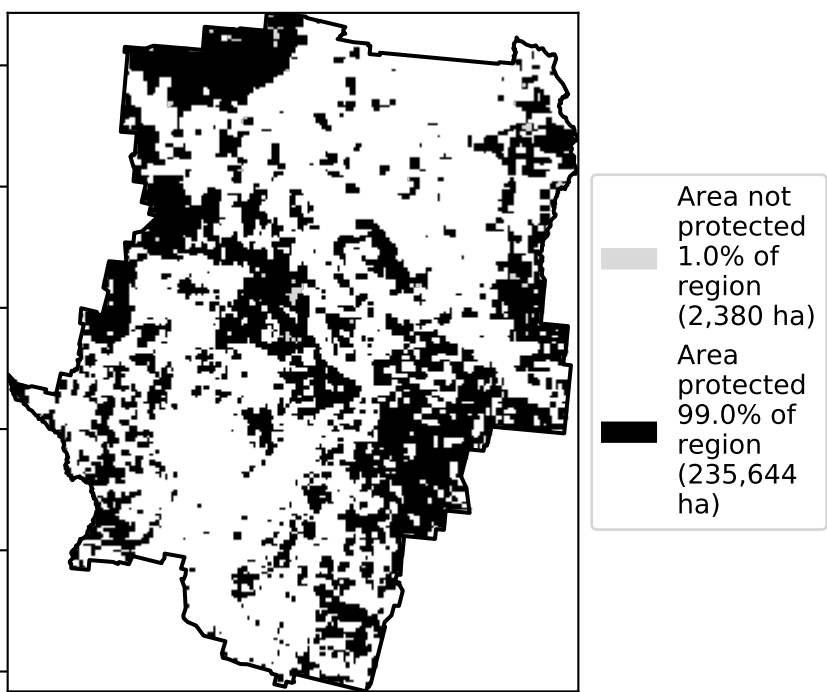 Area not
protected
1.0% of
region
(2,380 ha)
Area
protected
99.0% of
region
(235,644
ha)